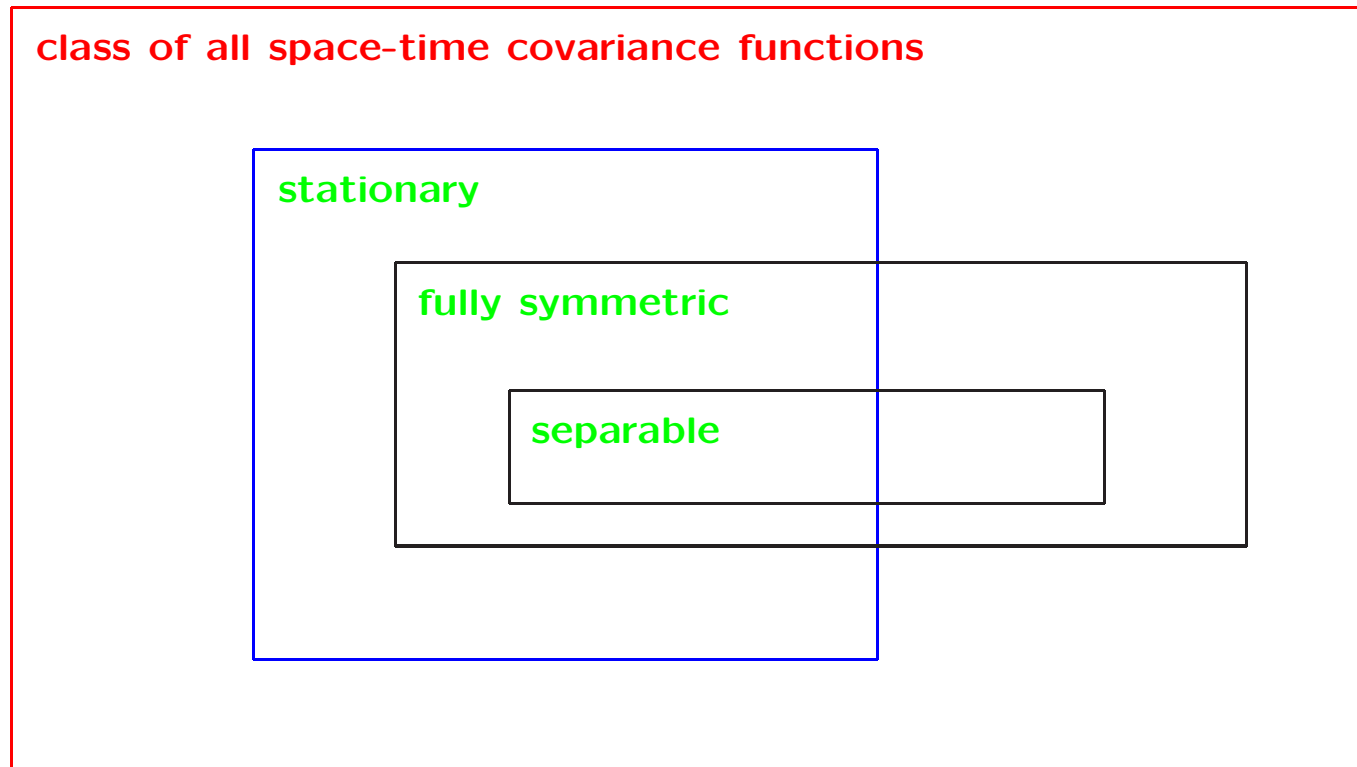 class of all space-time covariance functions
stationary
fully symmetric
separable